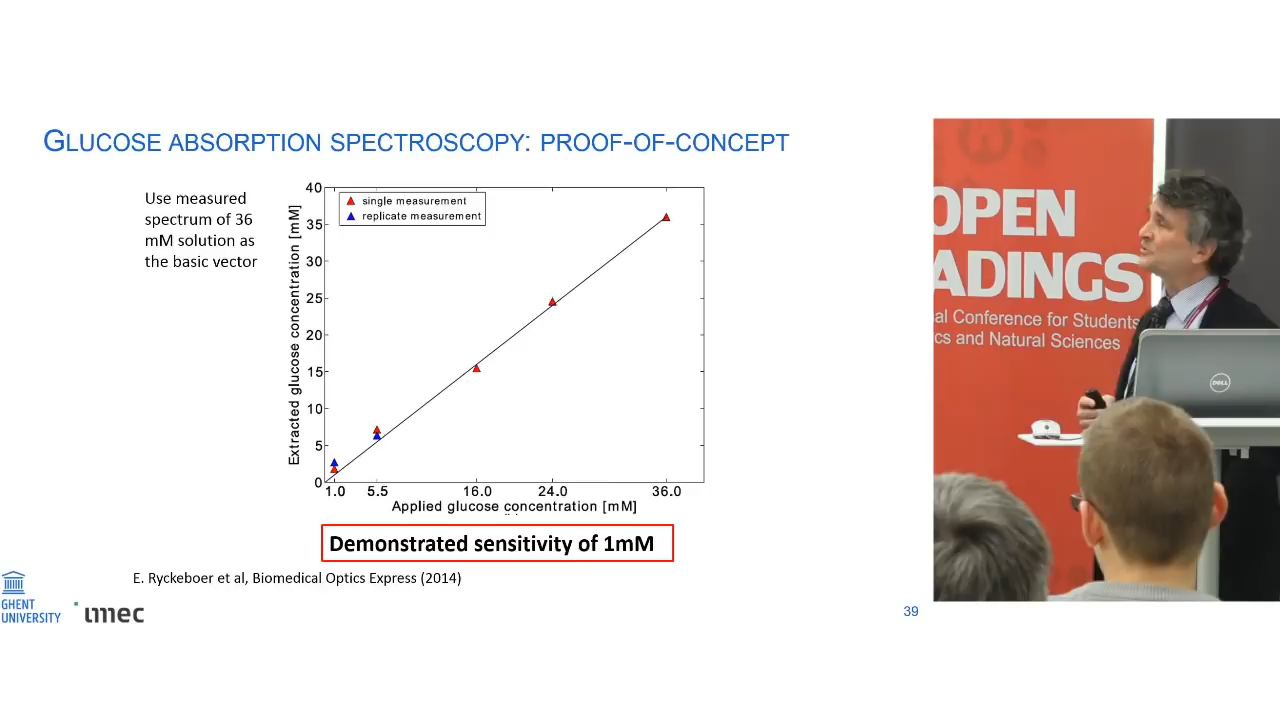 GLUCOSE ABSORPTION SPECTROSCOPY: PROOF-OF-CONCEPT
Use measured
spectrum of 36
mM solution as
the basic vector
single measurement
replicate measurement
40
35
30
25
20
15
10
5
0
Extracted glucose concentration [mM]
1.0 5.5 16.0 24.0 36.0
Applied glucose concentration [mM]
Demonstrated sensitivity of 1mM
E. Ryckeboer et al, Biomedical Optics Express (2014)
GHENT
UNIVERSITY
imec
39
OPEN
ADINGS
al Conference for Students
cs and Natural Sciences
DELL